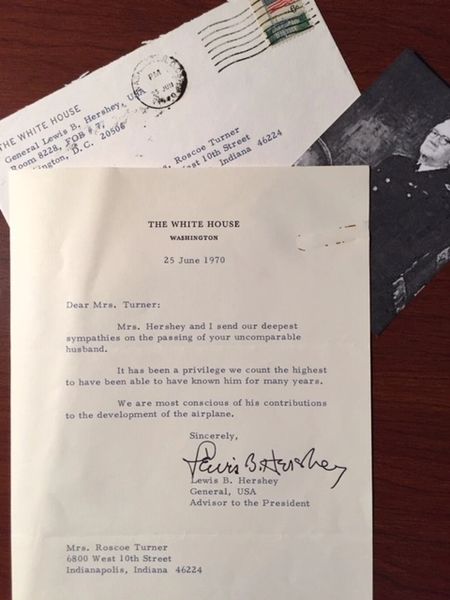 THE WHITE HOUSE
General Lewis B. Hershey, USA
Room 8228, FOB
D. C. 20506
PM
JUN
6¢
Roscoe Turner
West 10th Street
Indiana 46224
THE WHITE HOUSE
WASHINGTON
25 June 1970
Dear Mrs. Turner:
Mrs. Hershey and I send our deepest
sympathies on the passing of your uncomparable
husband.
It has been a privilege we count the highest
to have been able to have known him for many years.
We are most conscious of his contributions
to the development of the airplane.
Sincerely,
Lewis B. Hershey
Lewis B. Hershey
General, USA
Advisor to the President
Mrs. Roscoe Turner
6800 West 10th Street
Indianapolis, Indiana 46224